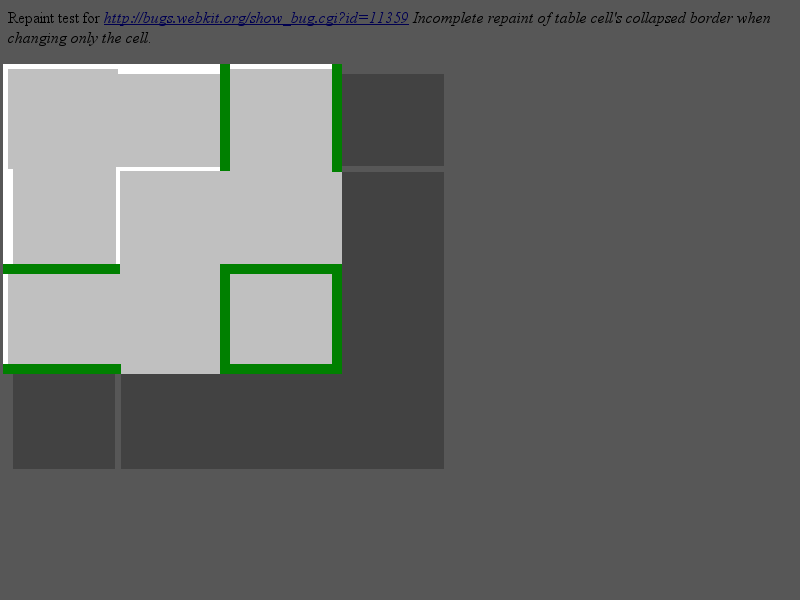 Repaint test for http://bugs.webkit.org/show_bug.cgi?id=11359 Incomplete repaint of table cell's collapsed border when
changing only the cell.